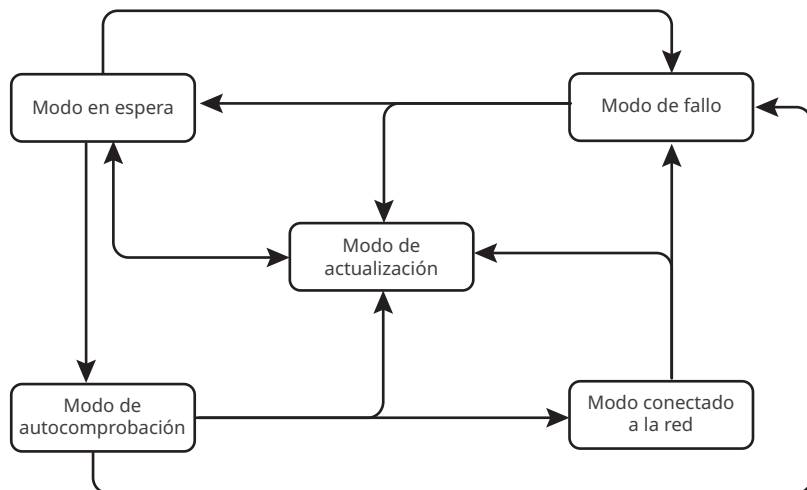 Modo en espera
Modo de fallo
Modo de
actualización
Modo de
autocomprobación
Modo conectado
a la red